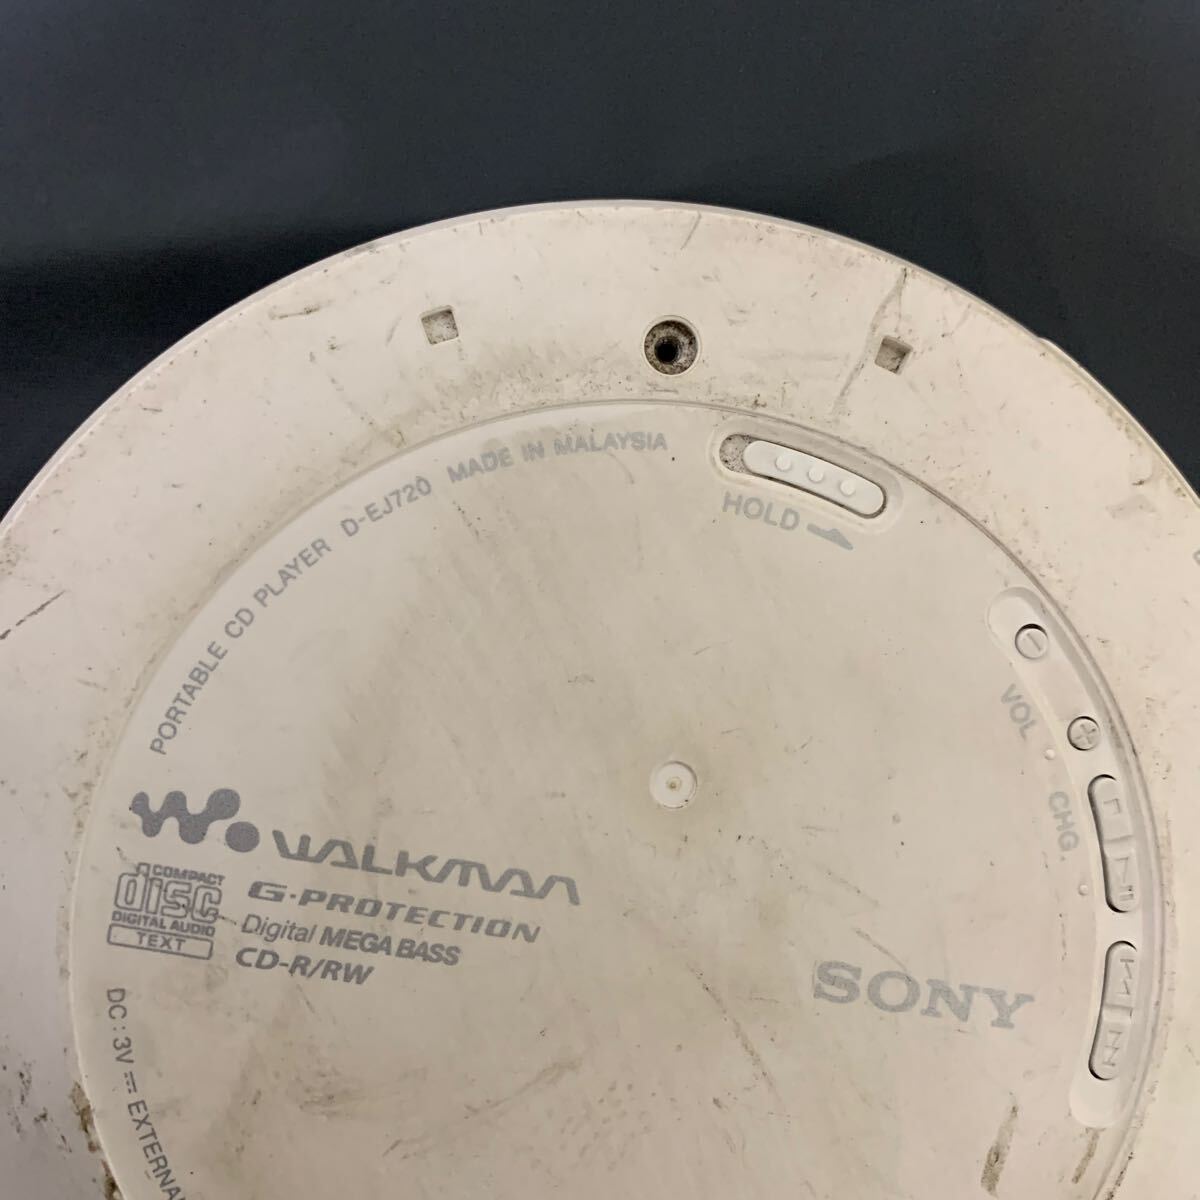 PORTABLE CD PLAYER D-EJ720 MADE IN MALAYSIA
HOLD
VOL
CHG.
WALKMAN
COMPACT
disc
DIGITAL AUDIO
TEXT
G-PROTECTION
Digital MEGA BASS
CD-R/RW
SONY
DC: 3V EXTERNA